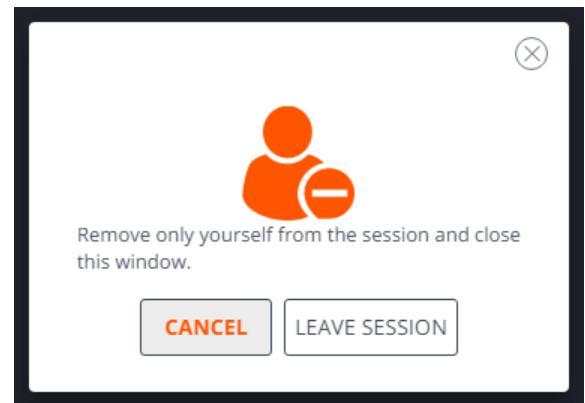 Remove only yourself from the session and close
this window.
CANCEL
LEAVE SESSION